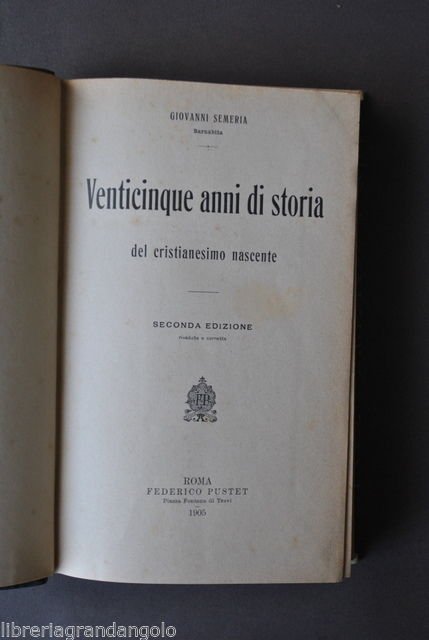 GIOVANNI SEMERIA
Barnabita
Venticinque anni di storia
del cristianesimo nascente
SECONDA EDIZIONE
riveduta e corretta
FP
ROMA
FEDERICO PUSTET
Piazza Fontana di Trevi
1905
libreriagrandangolo